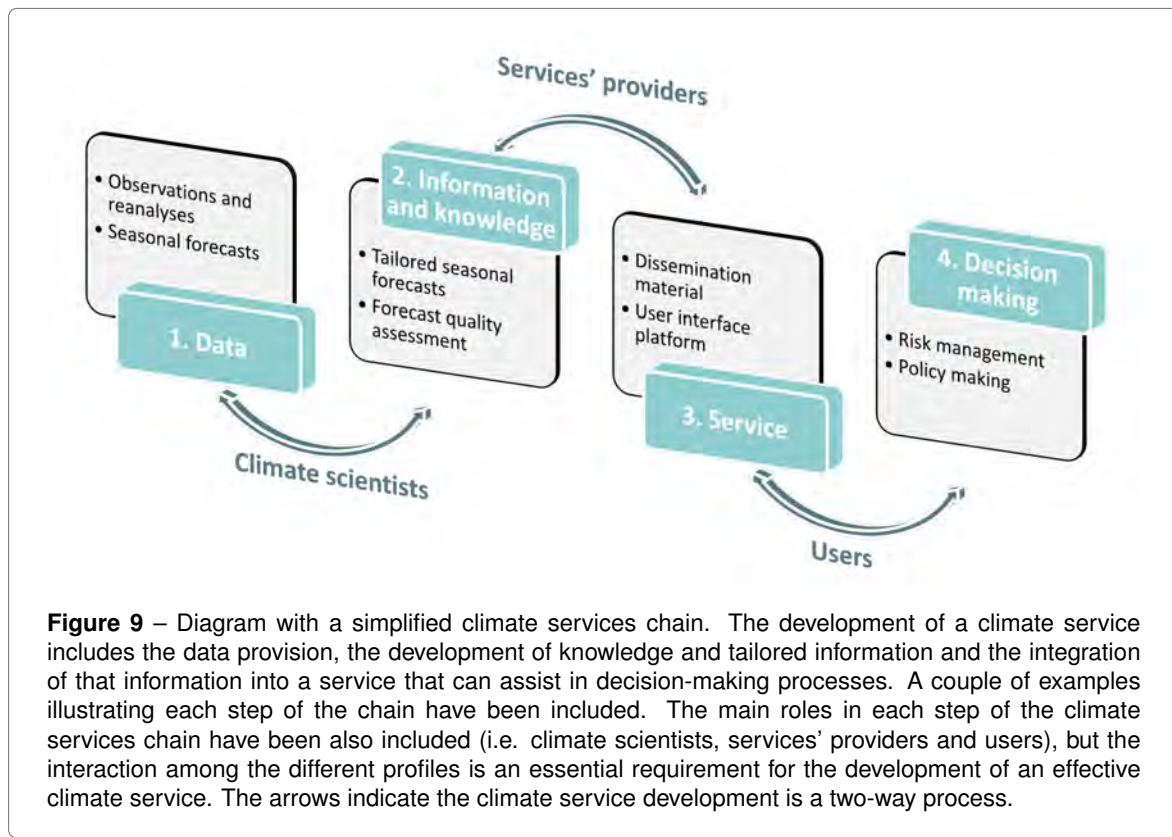 Services' providers
• Observations and
reanalyses
• Seasonal forecasts
1. Data
2. Information
and knowledge
• Tailored seasonal
forecasts
• Forecast quality
assessment
Climate scientists
• Dissemination
material
• User interface
platform
3. Service
4. Decision
making
• Risk management
• Policy making
Users
Figure 9 – Diagram with a simplified climate services chain. The development of a climate service
includes the data provision, the development of knowledge and tailored information and the integration
of that information into a service that can assist in decision-making processes. A couple of examples
illustrating each step of the chain have been included. The main roles in each step of the climate
services chain have been also included (i.e. climate scientists, services' providers and users), but the
interaction among the different profiles is an essential requirement for the development of an effective
climate service. The arrows indicate the climate service development is a two-way process.